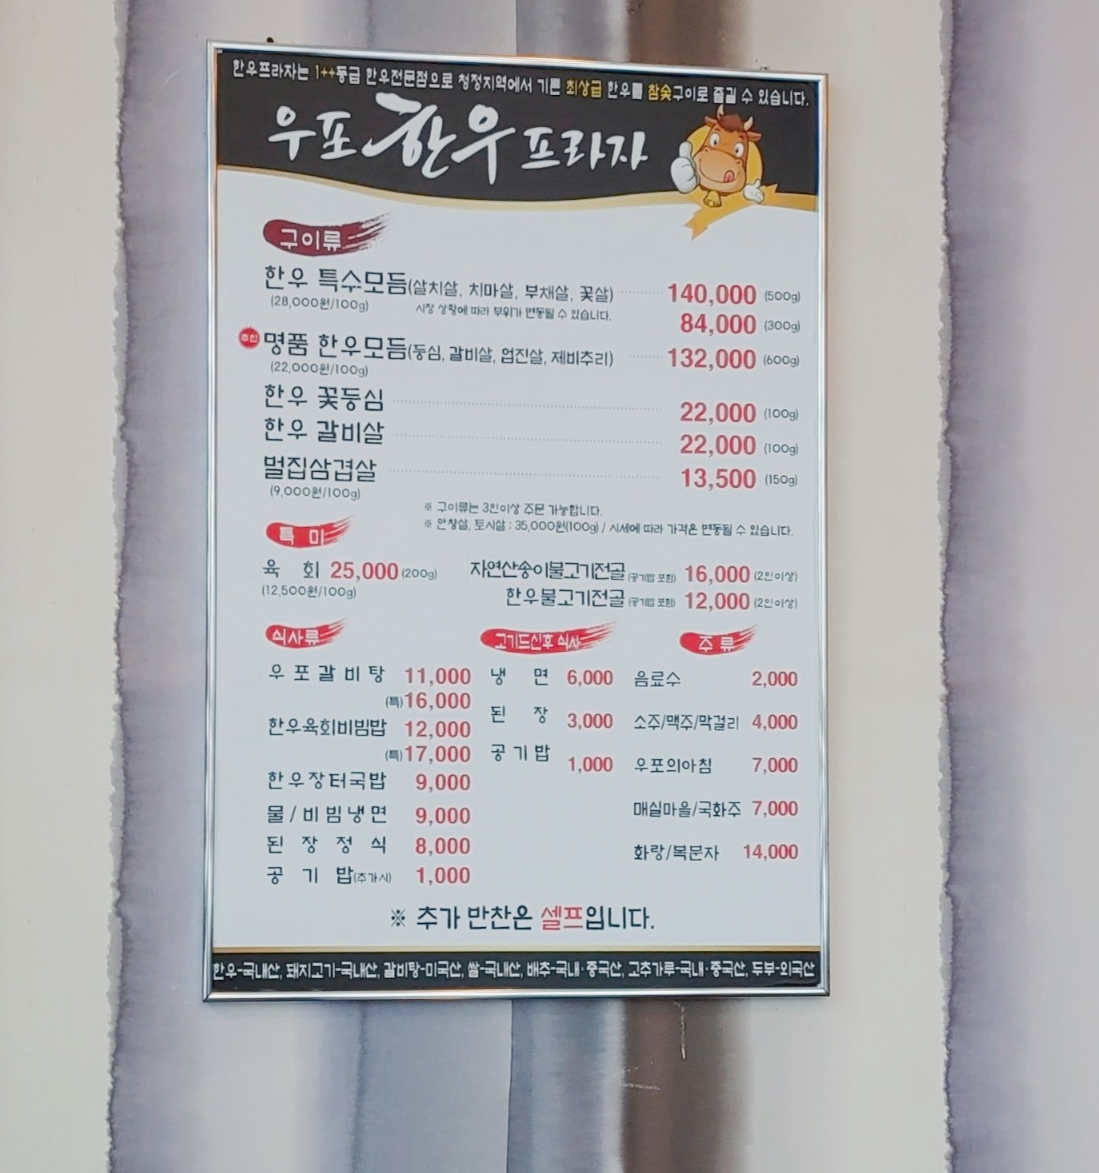 한우프라자는 1++등급 한우전문점으로 청정지역에서 기른 최상급 한우를 참숯구이로 즐길 수 있습니다.
우포 한우 프라자
구이류
한우 특수모듬(살치살, 치마살, 부채살, 꽃살) 140,000 (500g)
(28,000원/100g) 시장 상황에 따라 부위가 변동될 수 있습니다.
84,000 (300g)
추천 명품 한우모듬(등심, 갈비살, 업진살, 제비추리) 132,000 (600g)
(22,000원/100g)
한우 꽃등심 22,000 (100g)
한우 갈비살 22,000 (100g)
벌집삼겹살 13,500 (150g)
(9,000원/100g)
※ 구이류는 3인이상 주문 가능합니다.
※ 안창살, 토시살 : 35,000원(100g) / 시세에 따라 가격은 변동될 수 있습니다.
특 미
육 회 25,000 (200g)
(12,500원/100g)
자연산송이불고기전골 (공기밥 포함) 16,000 (2인이상)
한우불고기전골 (공기밥 포함) 12,000 (2인이상)
식사류
우포갈비탕 11,000
(특)16,000
한우육회비빔밥 12,000
(특)17,000
한우장터국밥 9,000
물/비빔냉면 9,000
된 장 정 식 8,000
공 기 밥(추가시) 1,000
고기드신후 식사
냉 면 6,000
된 장 3,000
공기밥 1,000
주 류
음료수 2,000
소주/맥주/막걸리 4,000
우포의아침 7,000
매실마을/국화주 7,000
화랑/복분자 14,000
※ 추가 반찬은 셀프입니다.
한우-국내산, 돼지고기-국내산, 갈비탕-미국산, 쌀-국내산, 배추-국내·중국산, 고추가루-국내·중국산, 두부-외국산